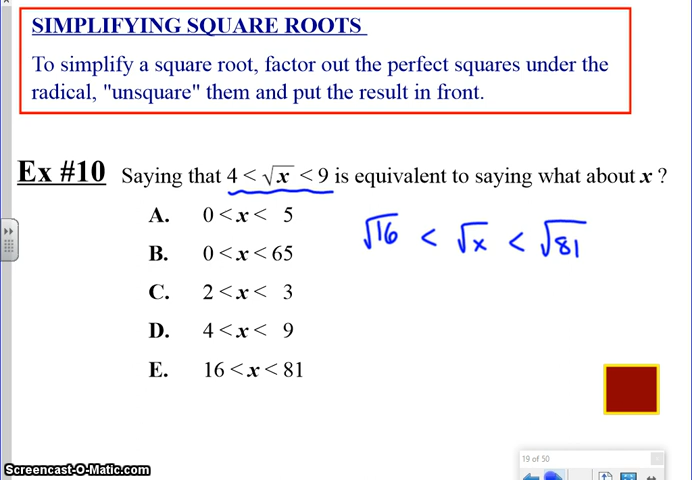 SIMPLIFYING SQUARE ROOTS
To simplify a square root, factor out the perfect squares under the
radical, "unsquare" them and put the result in front.
Ex #10 Saying that 4 < √x < 9 is equivalent to saying what about x ?
A. 0 < x < 5
√16 < √x < √81
B. 0 < x < 65
C. 2 < x < 3
D. 4 < x < 9
E. 16 < x < 81
19 of 50
Screencast-O-Matic.com